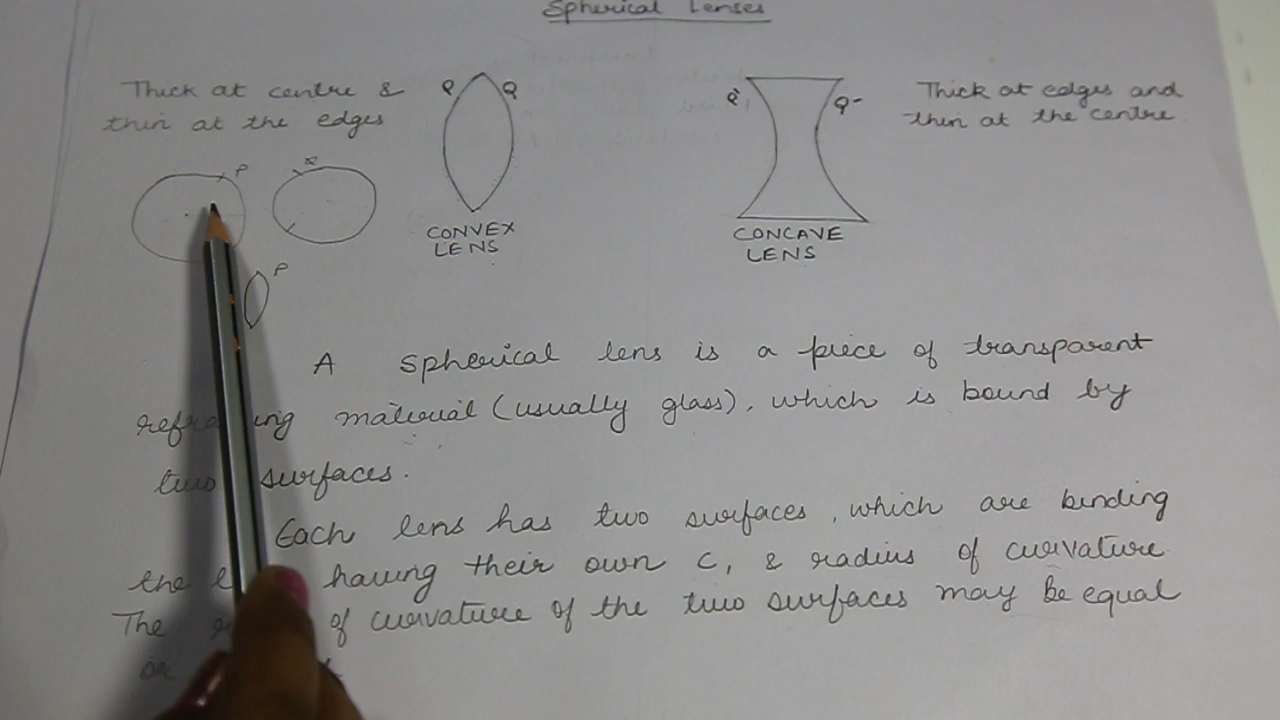 Spherical Lenses
Thick at centre &
thin at the edges
P Q
CONVEX
LENS
CONCAVE
LENS
Thick at edges and
thin at the centre
P
P
A spherical lens is a piece of transparent
material (usually glass), which is bound by
two surfaces.
Each lens has two surfaces, which are binding
the having their own C, & radius of curvature
The of curvature of the two surfaces may be equal
or